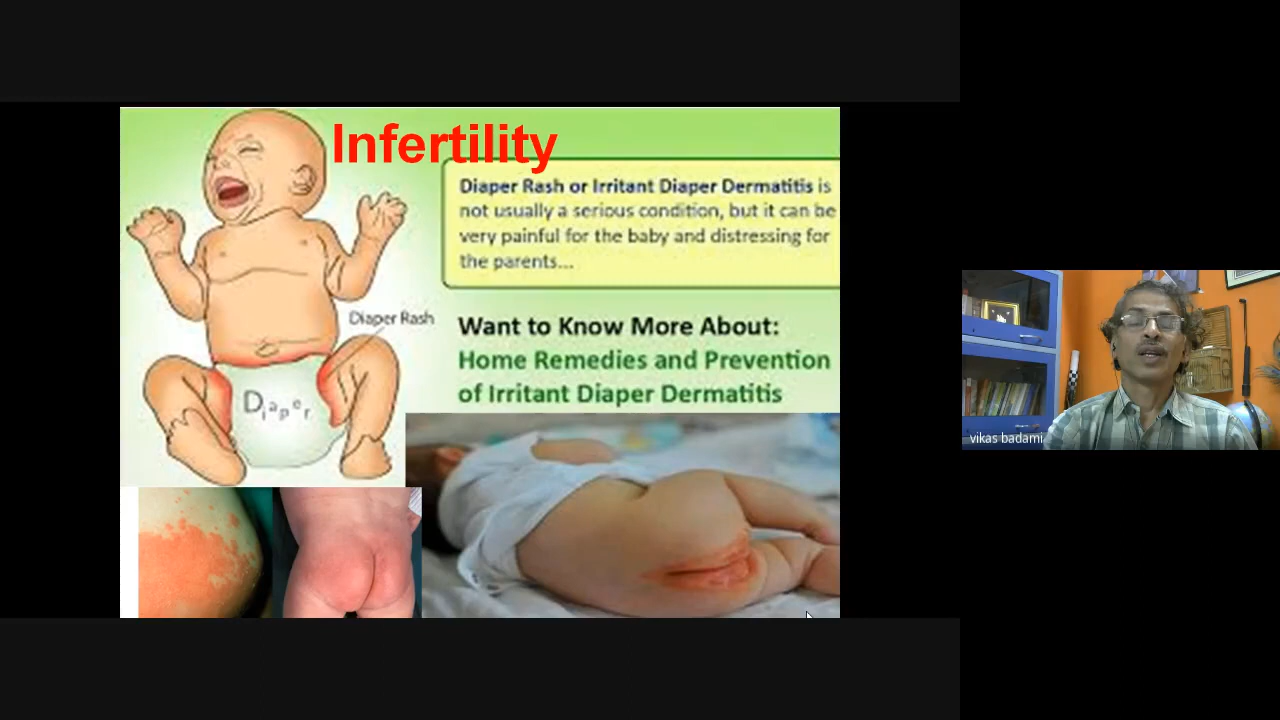 Infertility
Diaper Rash or Irritant Diaper Dermatitis is
not usually a serious condition, but it can be
very painful for the baby and distressing for
the parents...
Diaper Rash
Want to Know More About:
Home Remedies and Prevention
of Irritant Diaper Dermatitis
Diaper
vikas badami